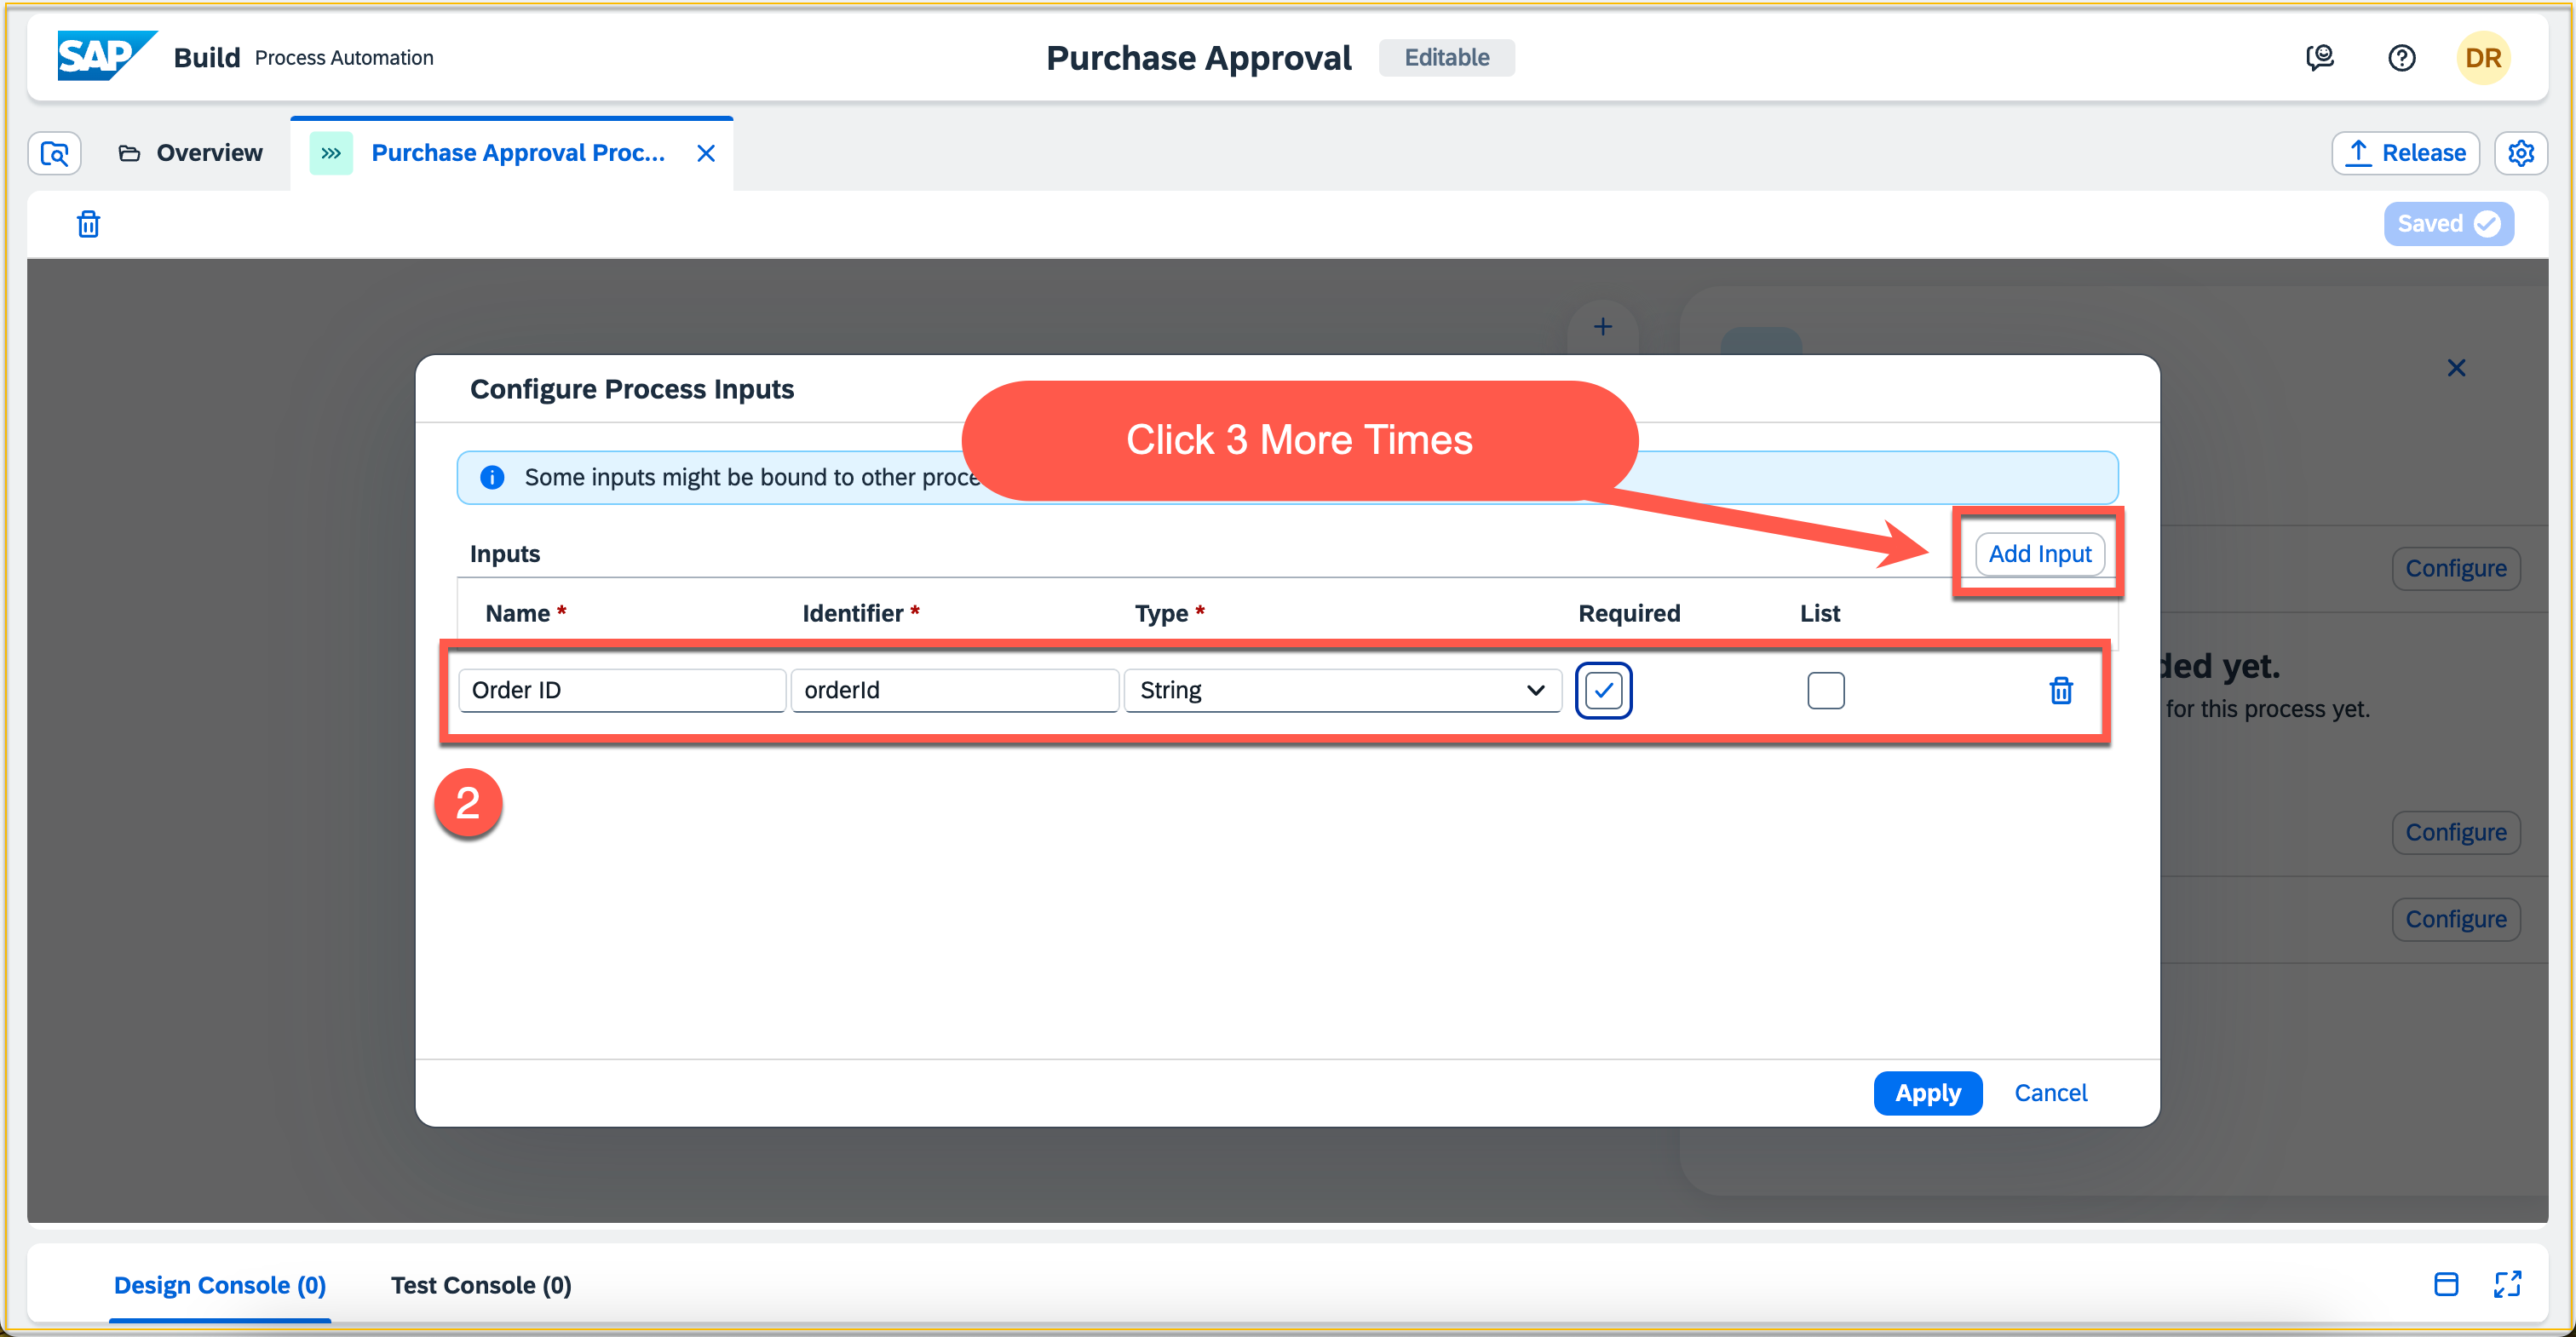 SAP Build Process Automation
Purchase Approval Editable
DR
Overview
Purchase Approval Proc...
Release
Saved
Configure Process Inputs
Click 3 More Times
Some inputs might be bound to other proce
Inputs
Add Input
Configure
Name * Identifier * Type * Required List
Order ID orderId String
ded yet.
for this process yet.
2
Configure
Configure
Apply Cancel
Design Console (0) Test Console (0)